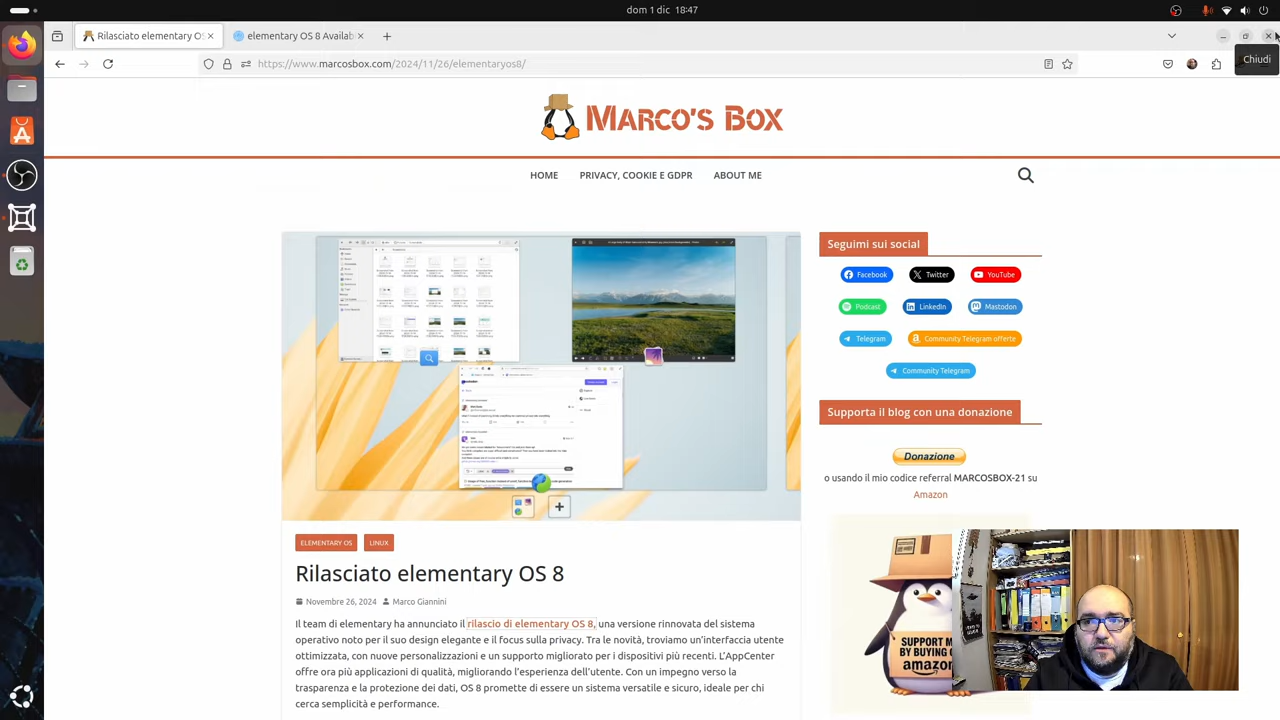 dom 1 dic 18:47
Rilasciato elementary OS
elementary OS 8 Availab
https://www.marcosbox.com/2024/11/26/elementaryos8/
Chiudi
MARCO'S BOX
HOME
PRIVACY, COOKIE E GDPR
ABOUT ME
Seguimi sui social
Facebook
Twitter
YouTube
Podcast
LinkedIn
Mastodon
Telegram
Community Telegram offerte
Community Telegram
Supporta il blog con una donazione
Donazione
o usando il mio codice referral MARCOSBOX-21 su
Amazon
SUPPORT M
BY BUYING
amazon
ELEMENTARY OS
LINUX
Rilasciato elementary OS 8
Novembre 26, 2024
Marco Giannini
Il team di elementary ha annunciato il rilascio di elementary OS 8, una versione rinnovata del sistema
operativo noto per il suo design elegante e il focus sulla privacy. Tra le novità, troviamo un'interfaccia utente
ottimizzata, con nuove personalizzazioni e un supporto migliorato per i dispositivi più recenti. L'AppCenter
offre ora più applicazioni di qualità, migliorando l'esperienza dell'utente. Con un impegno verso la
trasparenza e la protezione dei dati, OS 8 promette di essere un sistema versatile e sicuro, ideale per chi
cerca semplicità e performance.